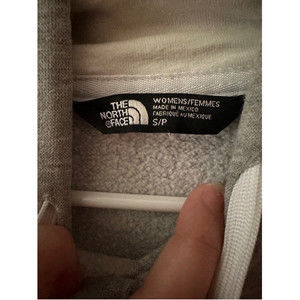 THE
NORTH
FACE
WOMENS/FEMMES
MADE IN MEXICO
FABRIQUÉ AU MEXIQUE
S/P